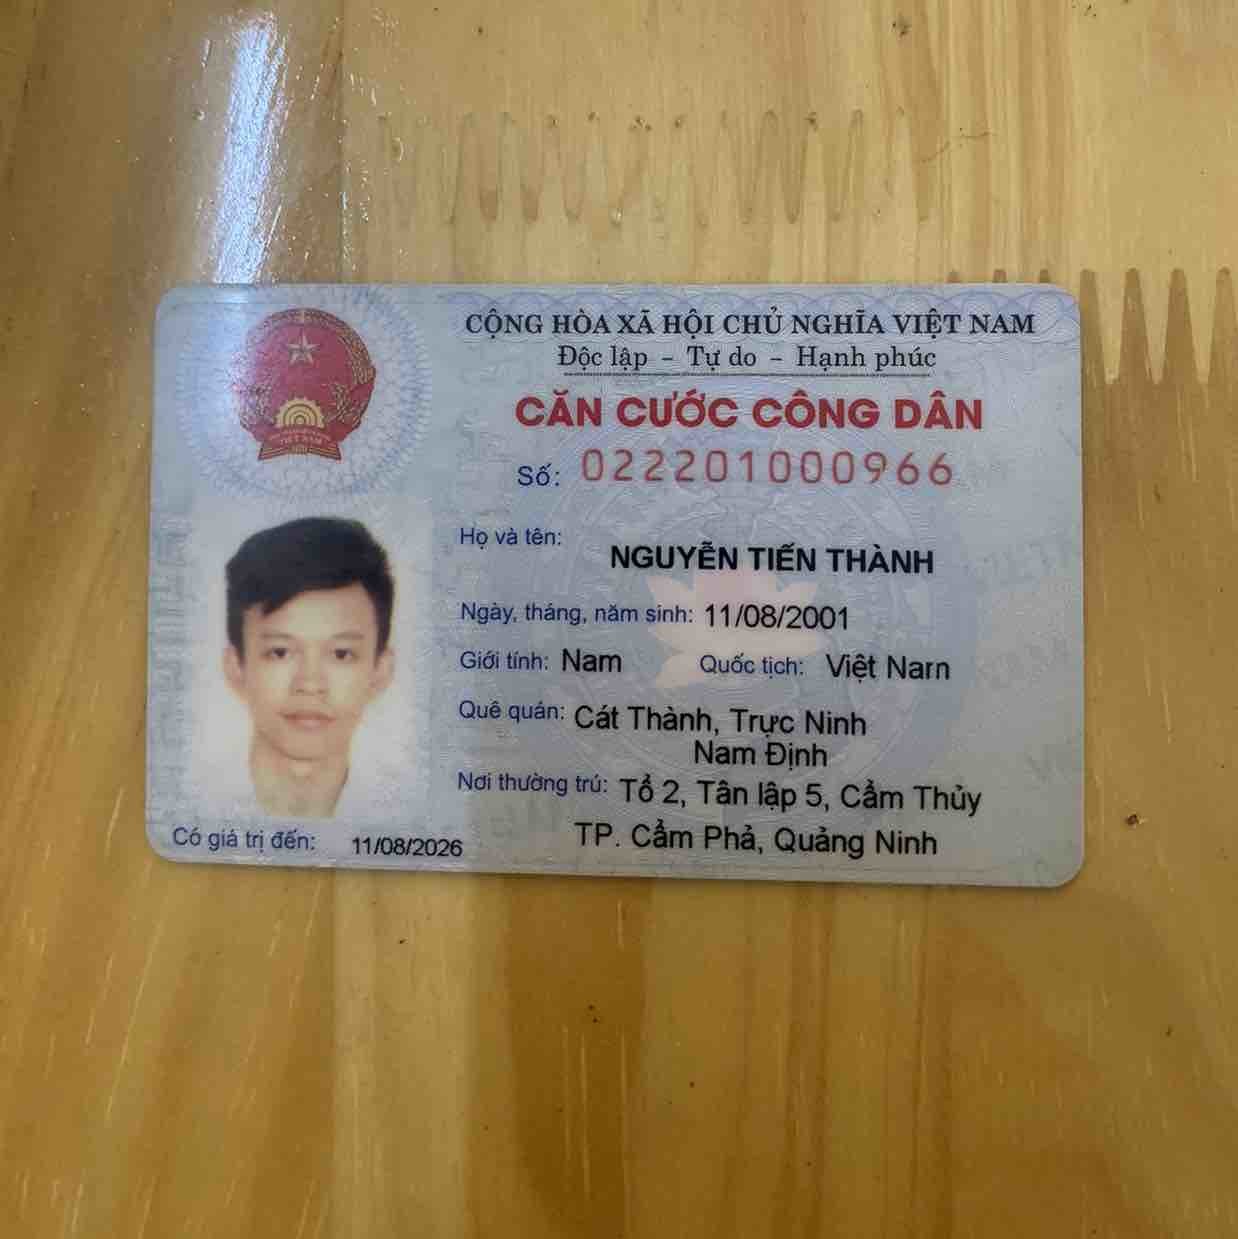 CỘNG HÒA XÃ HỘI CHỦ NGHĨA VIỆT NAM
Độc lập - Tự do - Hạnh phúc
CĂN CƯỚC CÔNG DÂN
Số: 022201000966
Họ và tên: NGUYỄN TIẾN THÀNH
Ngày, tháng, năm sinh: 11/08/2001
Giới tính: Nam Quốc tịch: Việt Nam
Quê quán: Cát Thành, Trực Ninh
Nam Định
Nơi thường trú: Tổ 2, Tân lập 5, Cẩm Thủy
TP. Cẩm Phả, Quảng Ninh
Có giá trị đến: 11/08/2026
VIỆT NAM